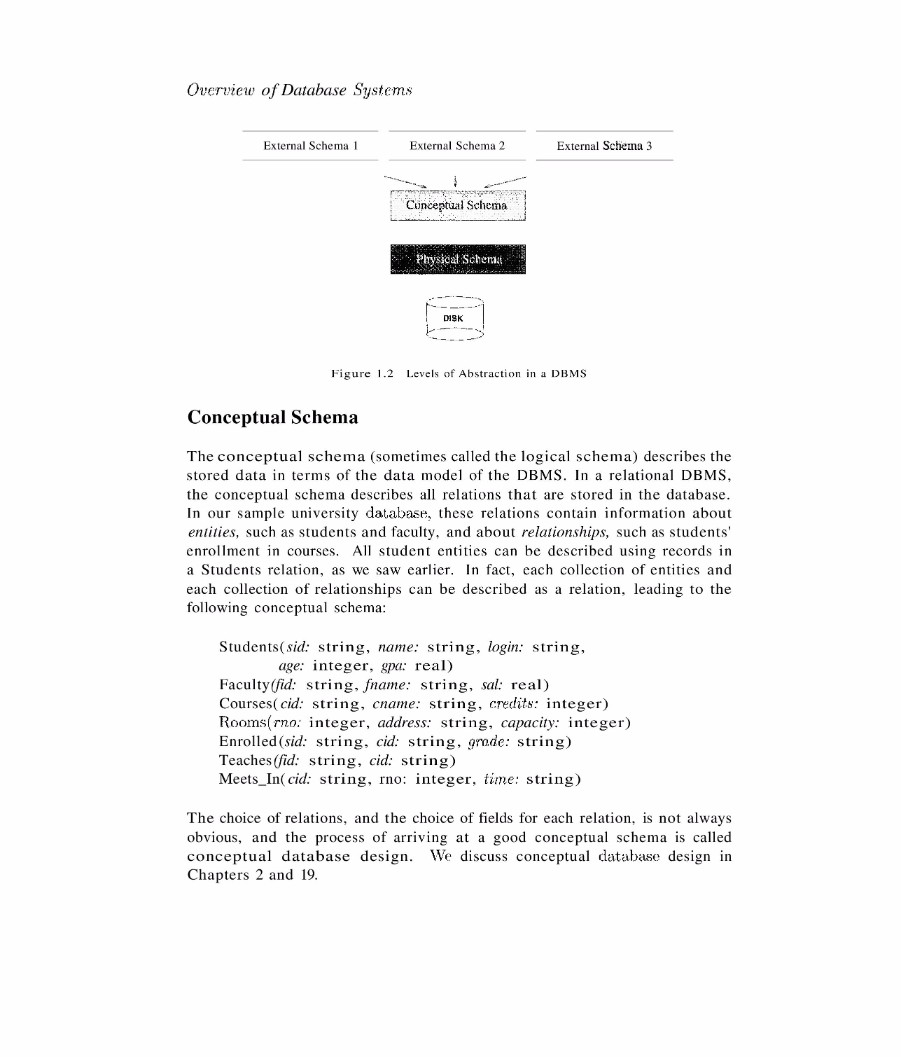 Overview of Database Systems
External Schema 1 External Schema 2 External Schema 3
Conceptual Schema
Physical Schema
DISK
Figure 1.2 Levels of Abstraction in a DBMS
Conceptual Schema
The conceptual schema (sometimes called the logical schema) describes the
stored data in terms of the data model of the DBMS. In a relational DBMS,
the conceptual schema describes all relations that are stored in the database.
In our sample university database, these relations contain information about
entities, such as students and faculty, and about relationships, such as students'
enrollment in courses. All student entities can be described using records in
a Students relation, as we saw earlier. In fact, each collection of entities and
each collection of relationships can be described as a relation, leading to the
following conceptual schema:
Students(sid: string, name: string, login: string,
age: integer, gpa: real)
Faculty(fid: string, fname: string, sal: real)
Courses(cid: string, cname: string, credits: integer)
Rooms(rno: integer, address: string, capacity: integer)
Enrolled(sid: string, cid: string, grade: string)
Teaches(fid: string, cid: string)
Meets_In(cid: string, rno: integer, time: string)
The choice of relations, and the choice of fields for each relation, is not always
obvious, and the process of arriving at a good conceptual schema is called
conceptual database design. We discuss conceptual database design in
Chapters 2 and 19.